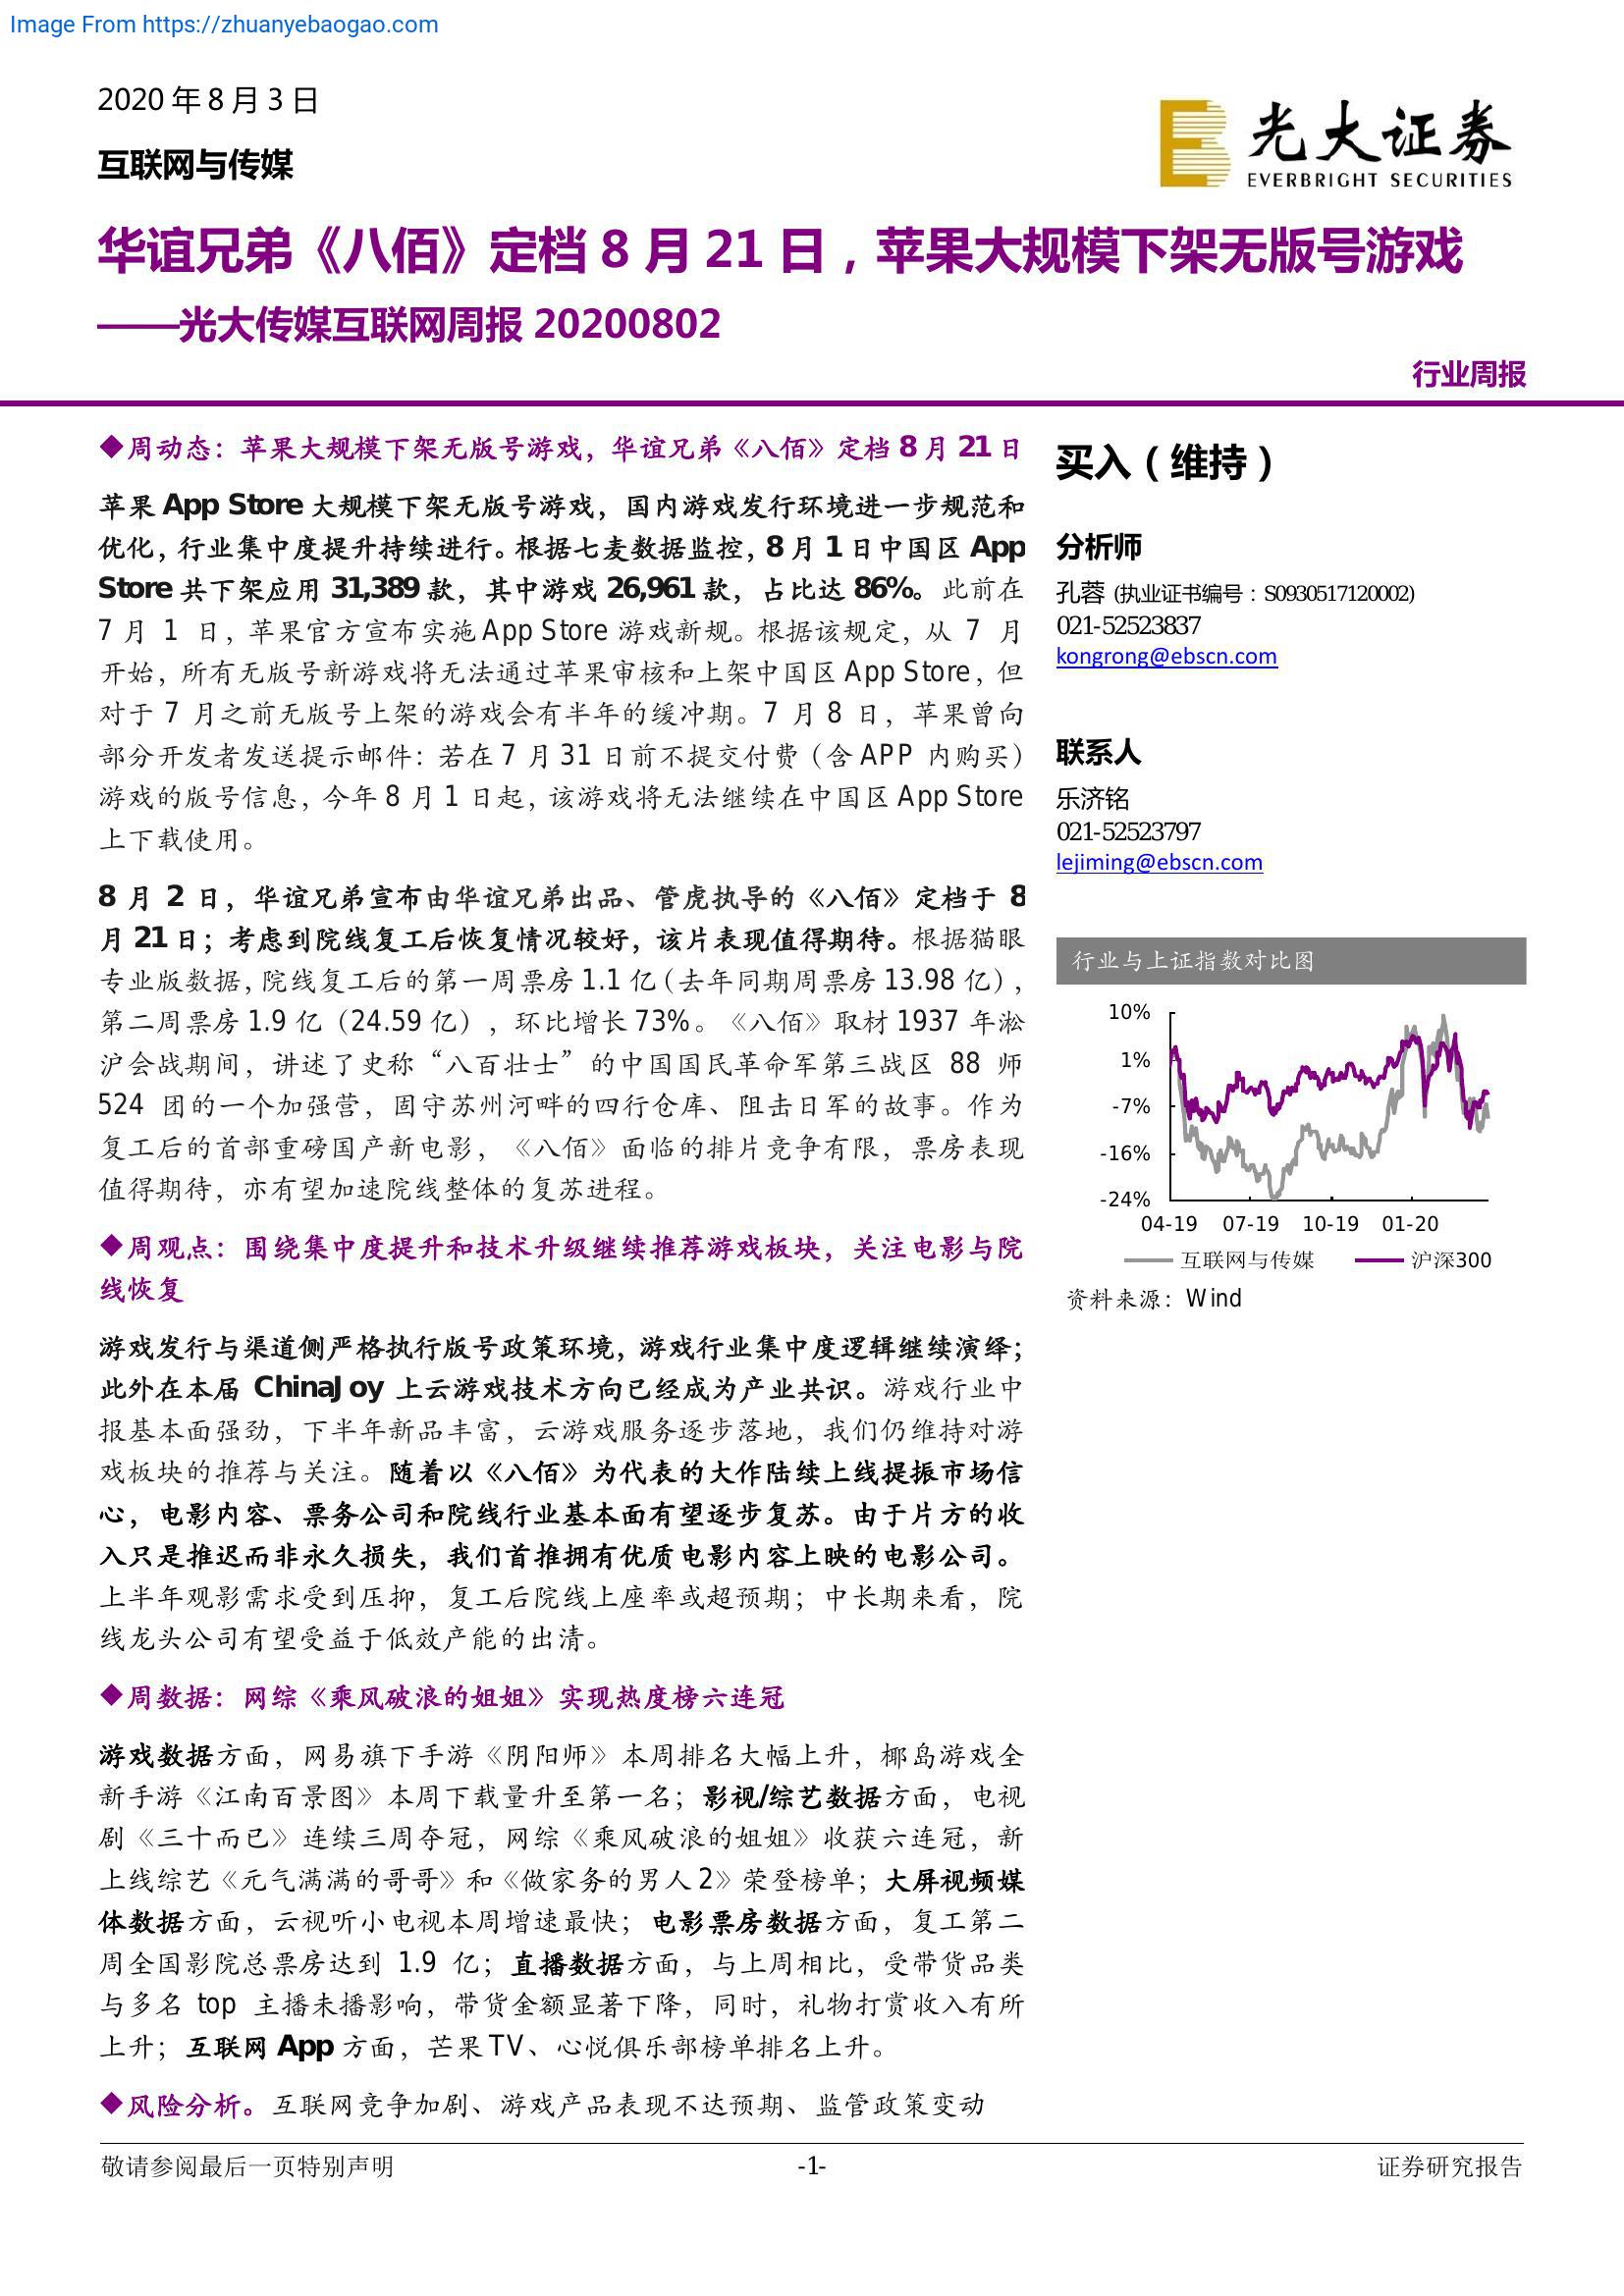 Image From https://zhuanyebaogao.com
2020 年 8 月 3 日
互联网与传媒
光大证券
EVERBRIGHT SECURITIES
华谊兄弟《八佰》定档 8 月 21 日，苹果大规模下架无版号游戏
——光大传媒互联网周报 20200802
行业周报
◆周动态：苹果大规模下架无版号游戏，华谊兄弟《八佰》定档 8 月 21 日
苹果 App Store 大规模下架无版号游戏，国内游戏发行环境进一步规范和
优化，行业集中度提升持续进行。根据七麦数据监控，8 月 1 日中国区 App
Store 共下架应用 31,389 款，其中游戏 26,961 款，占比达 86%。此前在
7 月 1 日，苹果官方宣布实施 App Store 游戏新规。根据该规定，从 7 月
开始，所有无版号新游戏将无法通过苹果审核和上架中国区 App Store，但
对于 7 月之前无版号上架的游戏会有半年的缓冲期。7 月 8 日，苹果曾向
部分开发者发送提示邮件：若在 7 月 31 日前不提交付费（含 APP 内购买）
游戏的版号信息，今年 8 月 1 日起，该游戏将无法继续在中国区 App Store
上下载使用。
8 月 2 日，华谊兄弟宣布由华谊兄弟出品、管虎执导的《八佰》定档于 8
月 21 日；考虑到院线复工后恢复情况较好，该片表现值得期待。根据猫眼
专业版数据，院线复工后的第一周票房 1.1 亿（去年同期周票房 13.98 亿），
第二周票房 1.9 亿（24.59 亿），环比增长 73%。《八佰》取材 1937 年淞
沪会战期间，讲述了史称“八百壮士”的中国国民革命军第三战区 88 师
524 团的一个加强营，固守苏州河畔的四行仓库、阻击日军的故事。作为
复工后的首部重磅国产新电影，《八佰》面临的排片竞争有限，票房表现
值得期待，亦有望加速院线整体的复苏进程。
◆周观点：围绕集中度提升和技术升级继续推荐游戏板块，关注电影与院
线恢复
游戏发行与渠道侧严格执行版号政策环境，游戏行业集中度逻辑继续演绎；
此外在本届 ChinaJoy 上云游戏技术方向已经成为产业共识。游戏行业中
报基本面强劲，下半年新品丰富，云游戏服务逐步落地，我们仍维持对游
戏板块的推荐与关注。随着以《八佰》为代表的大作陆续上线提振市场信
心，电影内容、票务公司和院线行业基本面有望逐步复苏。由于片方的收
入只是推迟而非永久损失，我们首推拥有优质电影内容上映的电影公司。
上半年观影需求受到压抑，复工后院线上座率或超预期；中长期来看，院
线龙头公司有望受益于低效产能的出清。
◆周数据：网综《乘风破浪的姐姐》实现热度榜六连冠
游戏数据方面，网易旗下手游《阴阳师》本周排名大幅上升，椰岛游戏全
新手游《江南百景图》本周下载量升至第一名；影视/综艺数据方面，电视
剧《三十而已》连续三周夺冠，网综《乘风破浪的姐姐》收获六连冠，新
上线综艺《元气满满的哥哥》和《做家务的男人 2》荣登榜单；大屏视频媒
体数据方面，云视听小电视本周增速最快；电影票房数据方面，复工第二
周全国影院总票房达到 1.9 亿；直播数据方面，与上周相比，受带货品类
与多名 top 主播未播影响，带货金额显著下降，同时，礼物打赏收入有所
上升；互联网 App 方面，芒果 TV、心悦俱乐部榜单排名上升。
◆风险分析。互联网竞争加剧、游戏产品表现不达预期、监管政策变动
买入（维持）
分析师
孔蓉 (执业证书编号：S0930517120002)
021-52523837
kongrong@ebscn.com
联系人
乐济铭
021-52523797
lejiming@ebscn.com
行业与上证指数对比图
10%
1%
-7%
-16%
-24%
04-19 07-19 10-19 01-20
互联网与传媒 沪深300
资料来源：Wind
敬请参阅最后一页特别声明 -1- 证券研究报告